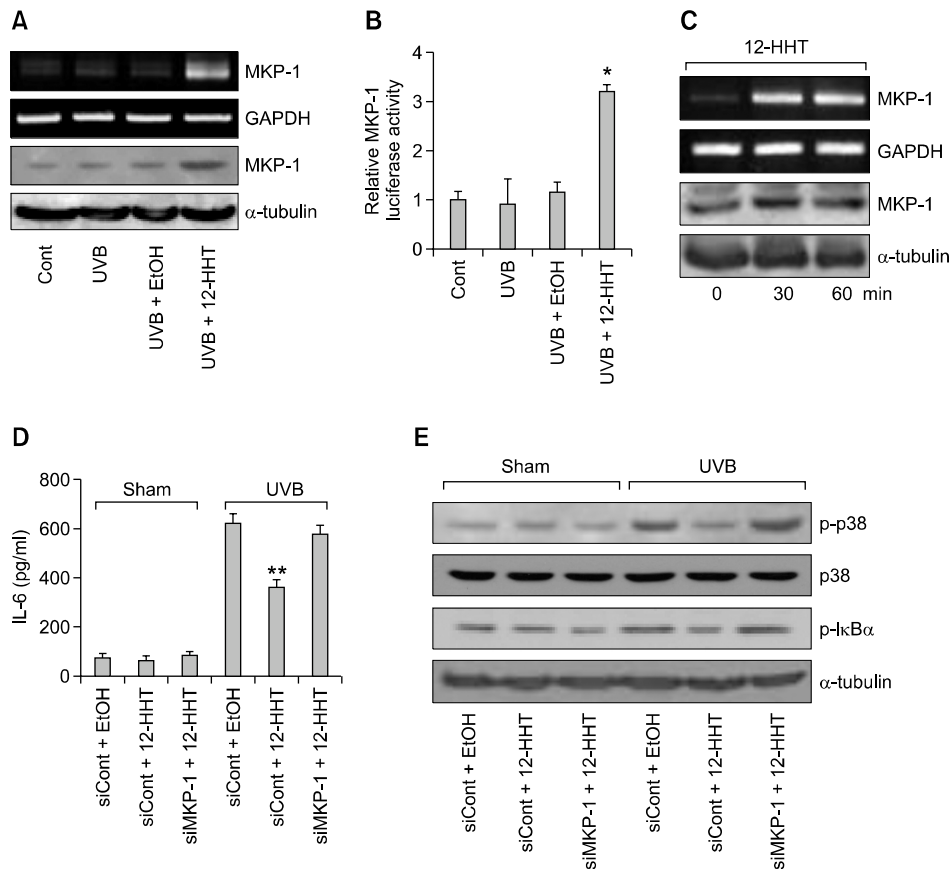 A
MKP-1
GAPDH
MKP-1
α-tubulin
Cont
UVB
UVB + EtOH
UVB + 12-HHT
B
Relative MKP-1
luciferase activity
4
3
2
1
0
*
Cont
UVB
UVB + EtOH
UVB + 12-HHT
C
12-HHT
MKP-1
GAPDH
MKP-1
α-tubulin
0 30 60 min
D
IL-6 (pg/ml)
800
600
400
200
0
Sham UVB
**
siCont + EtOH
siCont + 12-HHT
siMKP-1 + 12-HHT
siCont + EtOH
siCont + 12-HHT
siMKP-1 + 12-HHT
E
Sham UVB
p-p38
p38
p-IκBα
α-tubulin
siCont + EtOH
siCont + 12-HHT
siMKP-1 + 12-HHT
siCont + EtOH
siCont + 12-HHT
siMKP-1 + 12-HHT